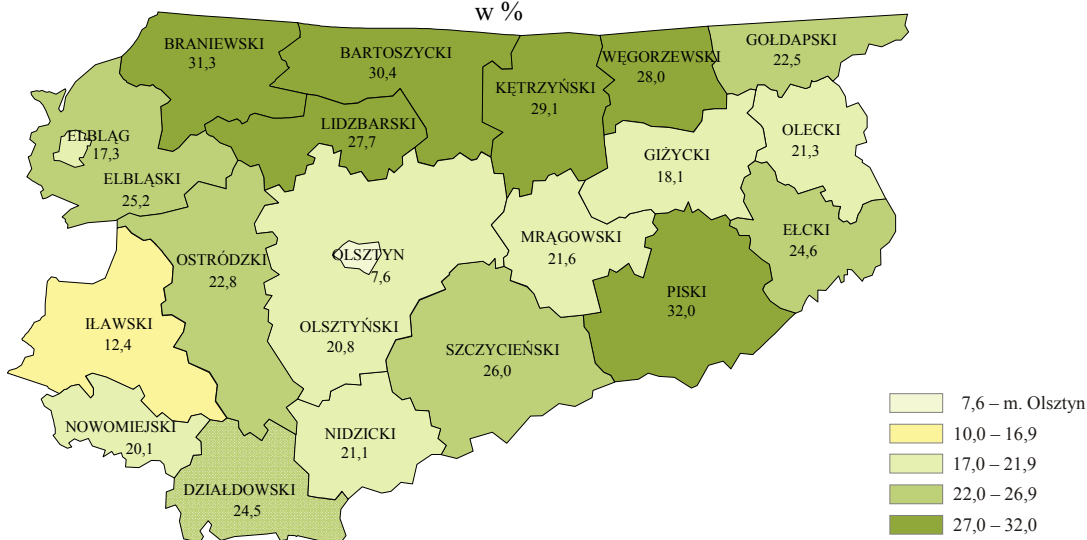 w %
BRANIEWSKI
31,3
BARTOSZYCKI
30,4
KĘTRZYŃSKI
29,1
WĘGORZEWSKI
28,0
GOŁDAPSKI
22,5
ELBLĄG
17,3
ELBLĄSKI
25,2
LIDZBARSKI
27,7
GIŻYCKI
18,1
OLECKI
21,3
OSTRÓDZKI
22,8
OLSZTYN
7,6
MRĄGOWSKI
21,6
EŁCKI
24,6
IŁAWSKI
12,4
OLSZTYŃSKI
20,8
SZCZYCIEŃSKI
26,0
PISKI
32,0
NOWOMIEJSKI
20,1
NIDZICKI
21,1
DZIAŁDOWSKI
24,5
7,6 – m. Olsztyn
10,0 – 16,9
17,0 – 21,9
22,0 – 26,9
27,0 – 32,0